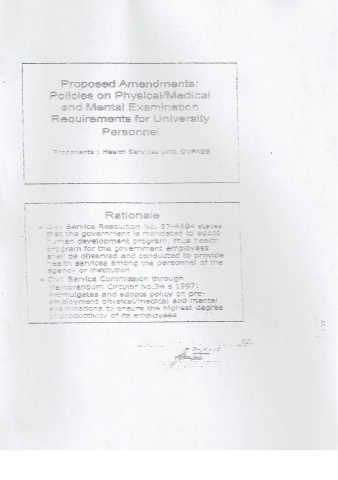 Proposed Amendments:
Policies on Physical/Medical
and Mental Examination
Requirements for University
Personnel
Proponents : Health Services Unit, OVPASS
Rationale
Civil Service Resolution No. 97-4684 states
that the government is mandated to adopt
human development program, thus health
program for the government employees
shall be observed and conducted to provide
health services among the personnel of the
agency or institution
Civil Service Commission through
Memorandum Circular No.34 s 1997;
Promulgates and adopts policy on pre-
employment physical/medical and mental
examinations to ensure the highest degree
of productivity of its employees